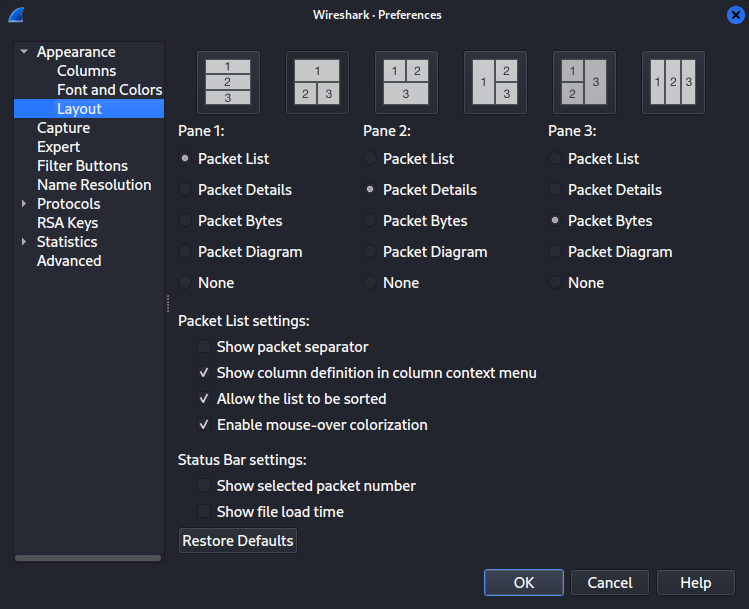 Wireshark · Preferences
Appearance
Columns
Font and Colors
Layout
Capture
Expert
Filter Buttons
Name Resolution
Protocols
RSA Keys
Statistics
Advanced
1 2 3
1 2 3
1 2 3
1 2 3
1 2 3
1 2 3
Pane 1: Pane 2: Pane 3:
Packet List Packet List Packet List
Packet Details Packet Details Packet Details
Packet Bytes Packet Bytes Packet Bytes
Packet Diagram Packet Diagram Packet Diagram
None None None
Packet List settings:
Show packet separator
Show column definition in column context menu
Allow the list to be sorted
Enable mouse-over colorization
Status Bar settings:
Show selected packet number
Show file load time
Restore Defaults
OK Cancel Help